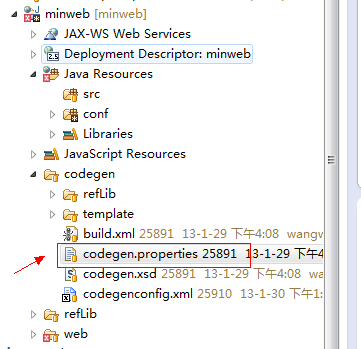 minweb [minweb]
JAX-WS Web Services
Deployment Descriptor: minweb
Java Resources
src
conf
Libraries
JavaScript Resources
codegen
refLib
template
build.xml 25891 13-1-29 下午4:08 wangw
codegen.properties 25891 13-1-29 下午4
codegen.xsd 25891 13-1-29 下午4:08 w
codegenconfig.xml 25910 13-1-30 下午1:
refLib
web